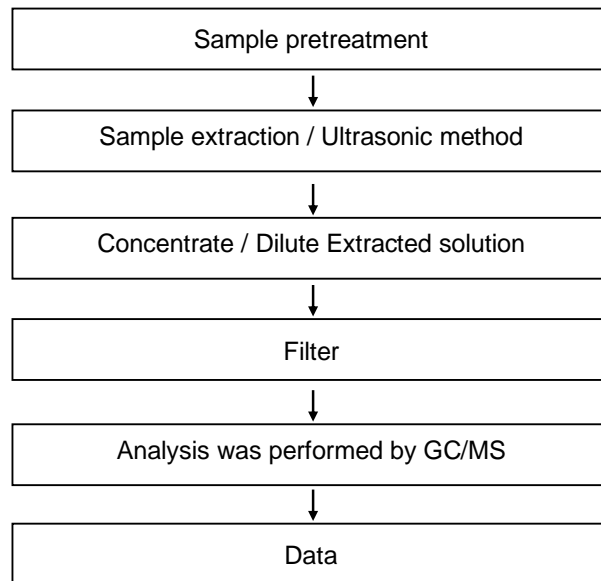 Sample pretreatment
Sample extraction / Ultrasonic method
Concentrate / Dilute Extracted solution
Filter
Analysis was performed by GC/MS
Data